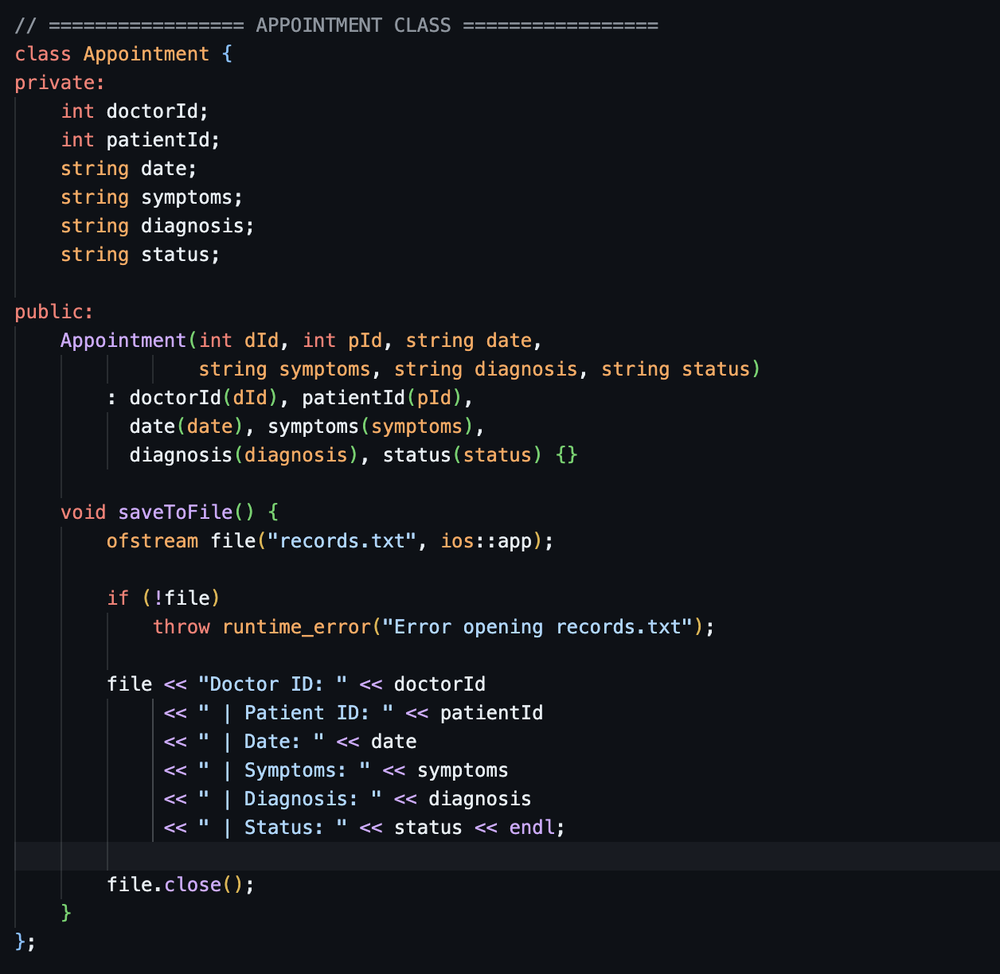 // ================= APPOINTMENT CLASS =================
class Appointment {
private:
    int doctorId;
    int patientId;
    string date;
    string symptoms;
    string diagnosis;
    string status;

public:
    Appointment(int dId, int pId, string date,
                string symptoms, string diagnosis, string status)
        : doctorId(dId), patientId(pId),
          date(date), symptoms(symptoms),
          diagnosis(diagnosis), status(status) {}

    void saveToFile() {
        ofstream file("records.txt", ios::app);

        if (!file)
            throw runtime_error("Error opening records.txt");

        file << "Doctor ID: " << doctorId
             << " | Patient ID: " << patientId
             << " | Date: " << date
             << " | Symptoms: " << symptoms
             << " | Diagnosis: " << diagnosis
             << " | Status: " << status << endl;

        file.close();
    }
};